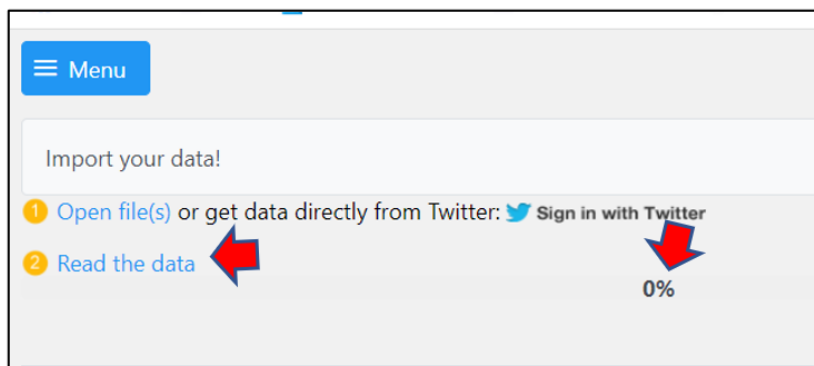 Menu
Import your data!
1 Open file(s) or get data directly from Twitter: Sign in with Twitter
2 Read the data
0%